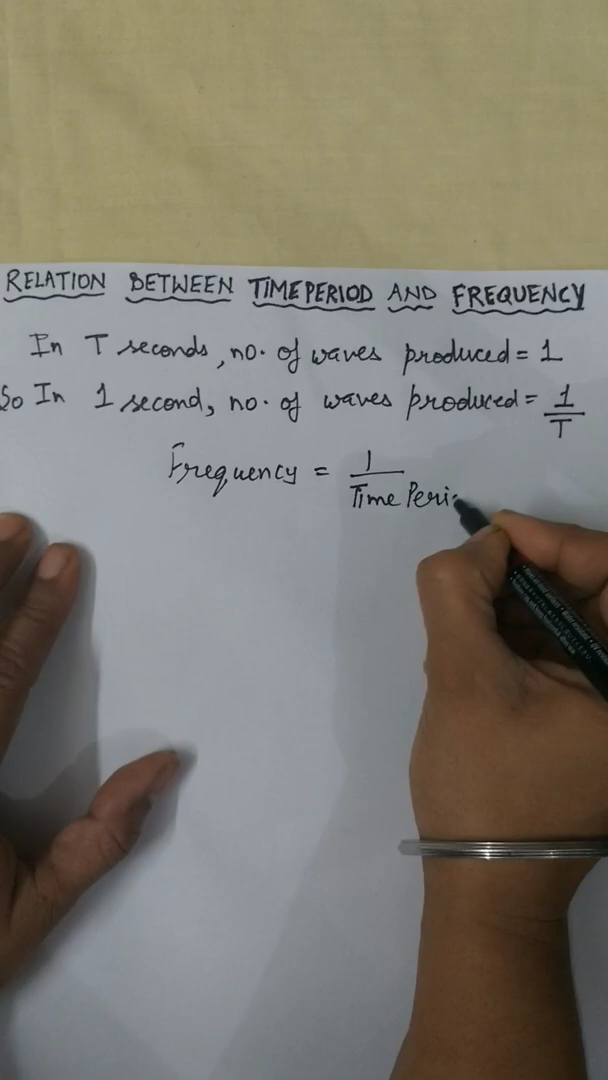 RELATION BETWEEN TIMEPERIOD AND FREQUENCY
In T seconds, no. of waves produced = 1
So In 1 second, no. of waves produced = 1/T
Frequency = 1/Time Peri